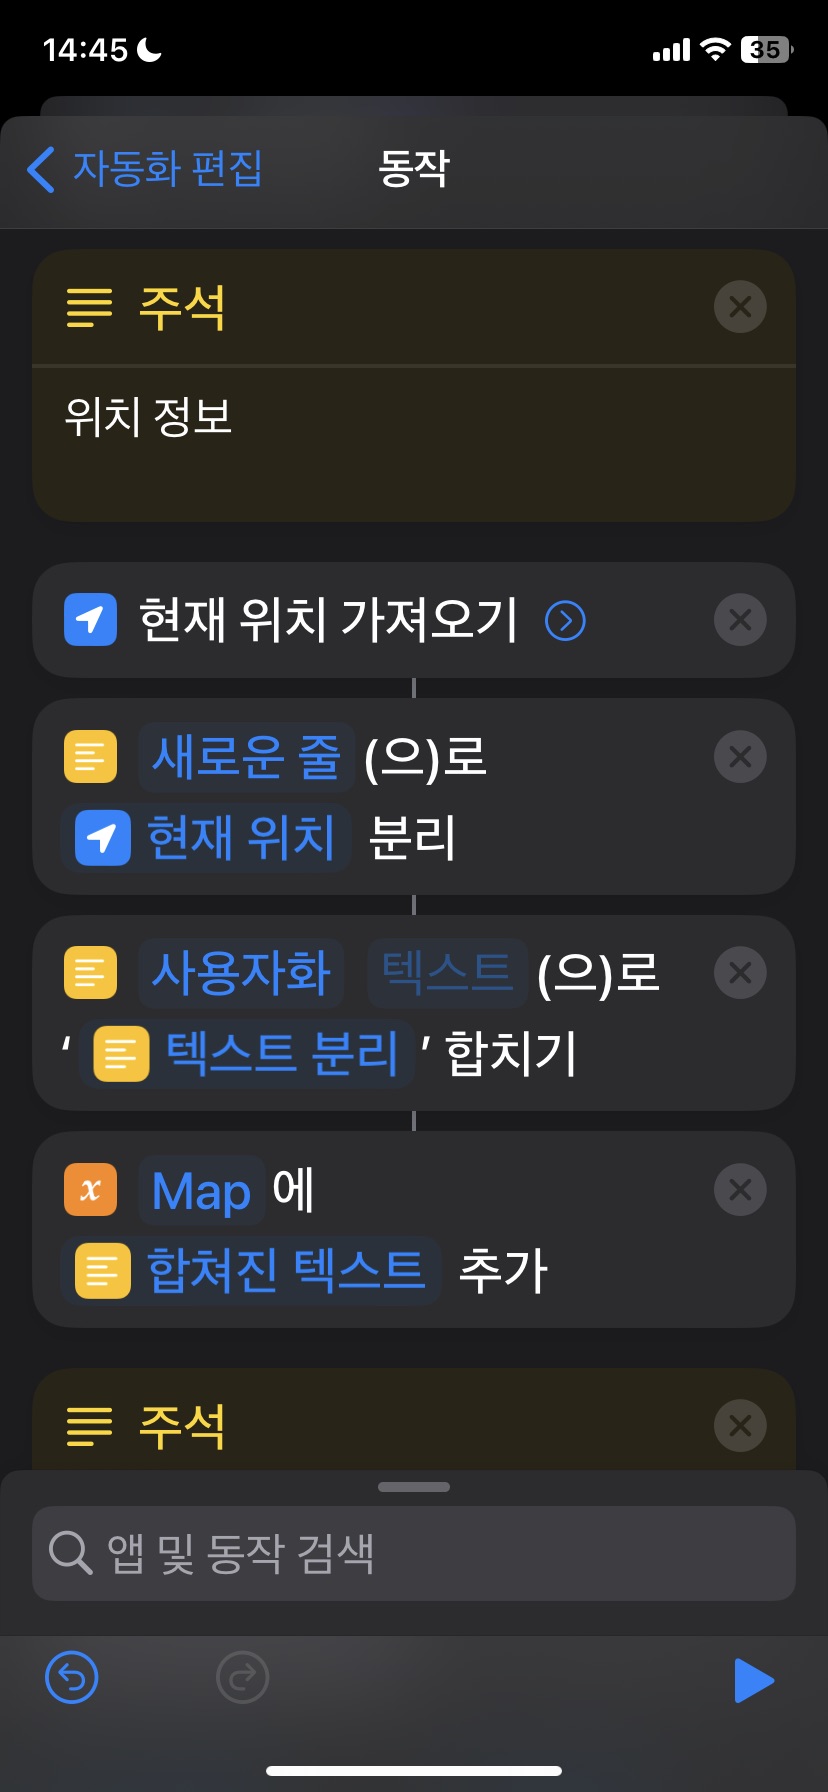 14:45
35
자동화 편집
동작
주석
위치 정보
현재 위치 가져오기
새로운 줄 (으)로
현재 위치 분리
사용자화 텍스트 (으)로
‘ 텍스트 분리 ’ 합치기
x Map 에
합쳐진 텍스트 추가
주석
앱 및 동작 검색